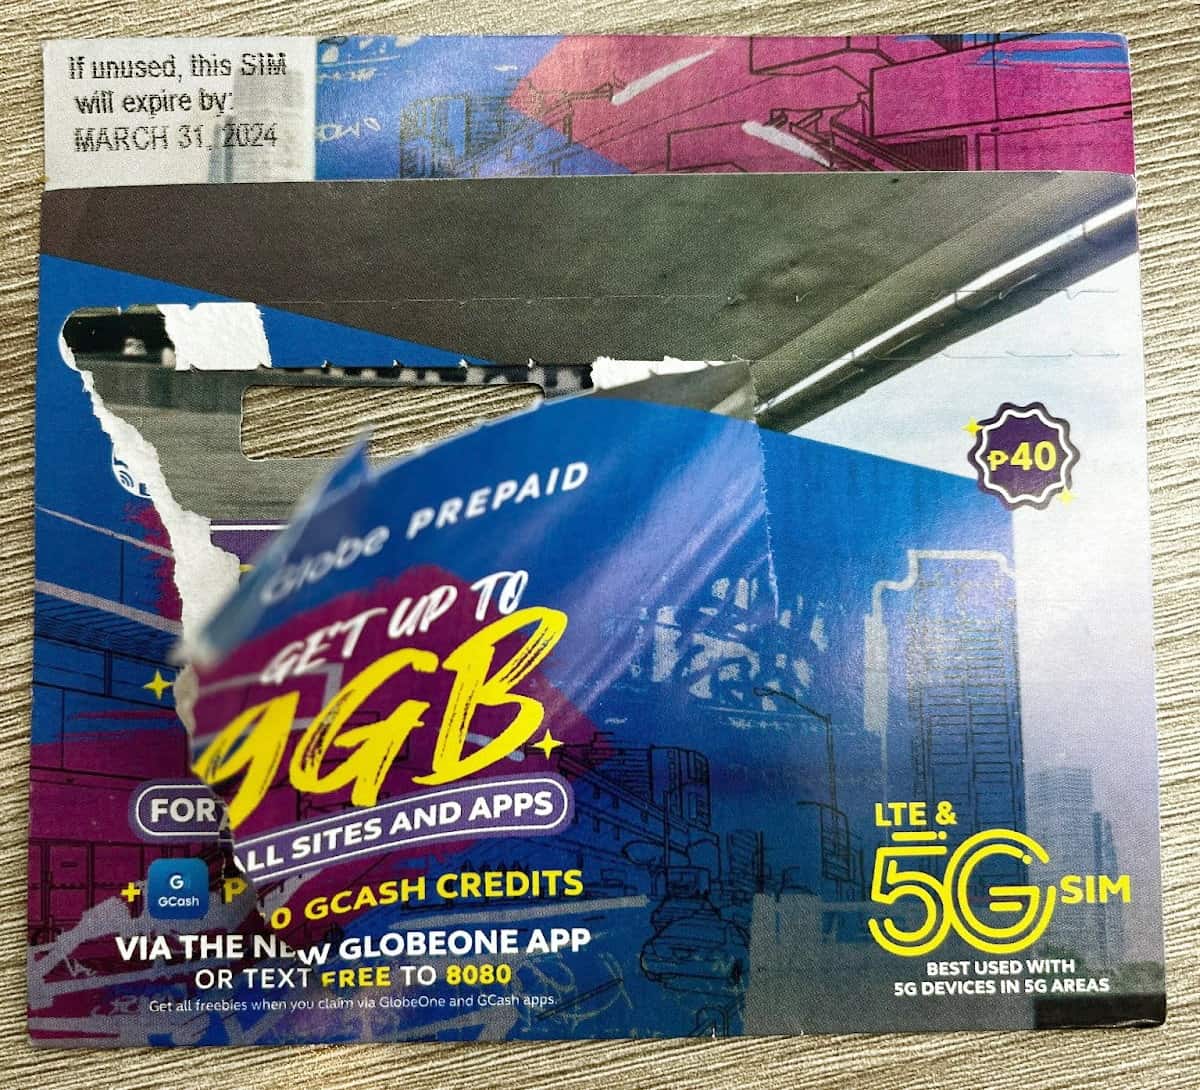 If unused, this SIM
will expire by:
MARCH 31, 2024
₱40
Globe PREPAID
GET UP TO
9GB
FOR ALL SITES AND APPS
+ G GCash P 0 GCASH CREDITS
VIA THE NEW GLOBEONE APP
OR TEXT FREE TO 8080
Get all freebies when you claim via GlobeOne and GCash apps.
LTE &
5G SIM
BEST USED WITH
5G DEVICES IN 5G AREAS